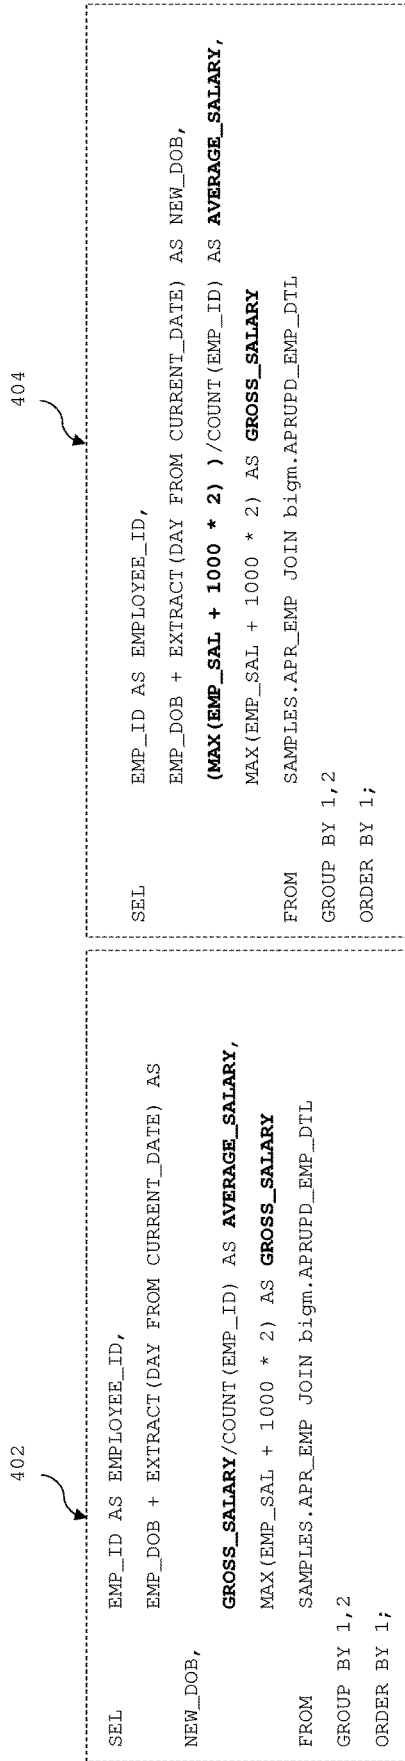 402
SEL EMP_ID AS EMPLOYEE_ID,
EMP_DOB + EXTRACT(DAY FROM CURRENT_DATE) AS
NEW_DOB,
GROSS_SALARY/COUNT(EMP_ID) AS AVERAGE_SALARY,
MAX(EMP_SAL + 1000 * 2) AS GROSS_SALARY
FROM SAMPLES.APR_EMP JOIN bigm.APRUPD_EMP_DTL
GROUP BY 1,2
ORDER BY 1;
404
SEL EMP_ID AS EMPLOYEE_ID,
EMP_DOB + EXTRACT(DAY FROM CURRENT_DATE) AS NEW_DOB,
(MAX(EMP_SAL + 1000 * 2) )/COUNT(EMP_ID) AS AVERAGE_SALARY,
MAX(EMP_SAL + 1000 * 2) AS GROSS_SALARY
FROM SAMPLES.APR_EMP JOIN bigm.APRUPD_EMP_DTL
GROUP BY 1,2
ORDER BY 1;